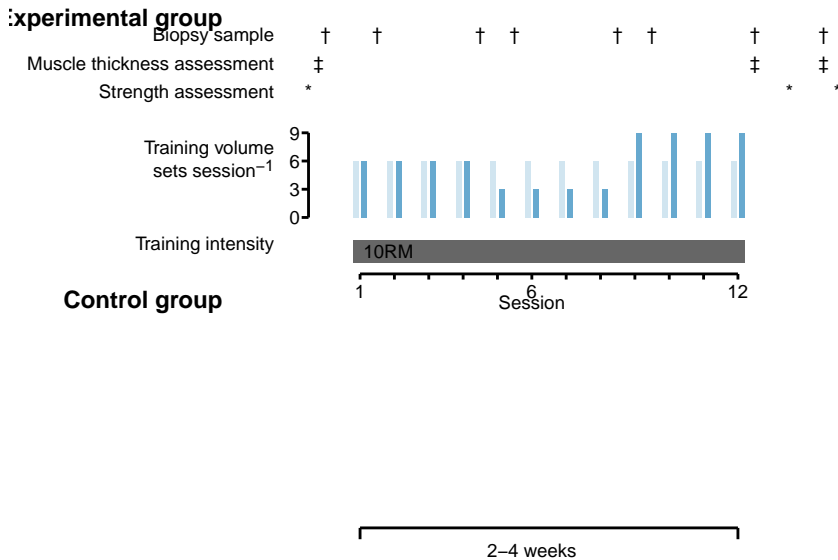 Experimental group
Biopsy sample † † † † † † † †
Muscle thickness assessment ‡ ‡ ‡
Strength assessment * * *
Training volume
sets session⁻¹
9
6
3
0
Training intensity
10RM
1 6 12
Session
Control group
2–4 weeks